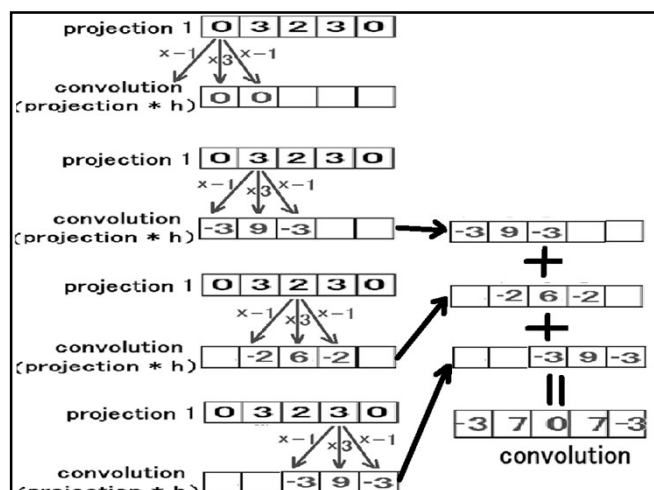 projection 1 0 3 2 3 0
x-1 x3 x-1
convolution
(projection * h) 0 0
projection 1 0 3 2 3 0
x-1 x3 x-1
convolution
(projection * h) -3 9 -3
-3 9 -3
+
projection 1 0 3 2 3 0
-2 6 -2
x-1 x3 x-1
+
convolution
(projection * h) -2 6 -2
-3 9 -3
=
projection 1 0 3 2 3 0
x-1 x3 x-1
-3 7 0 7 -3
convolution
convolution
(projection * h) -3 9 -3